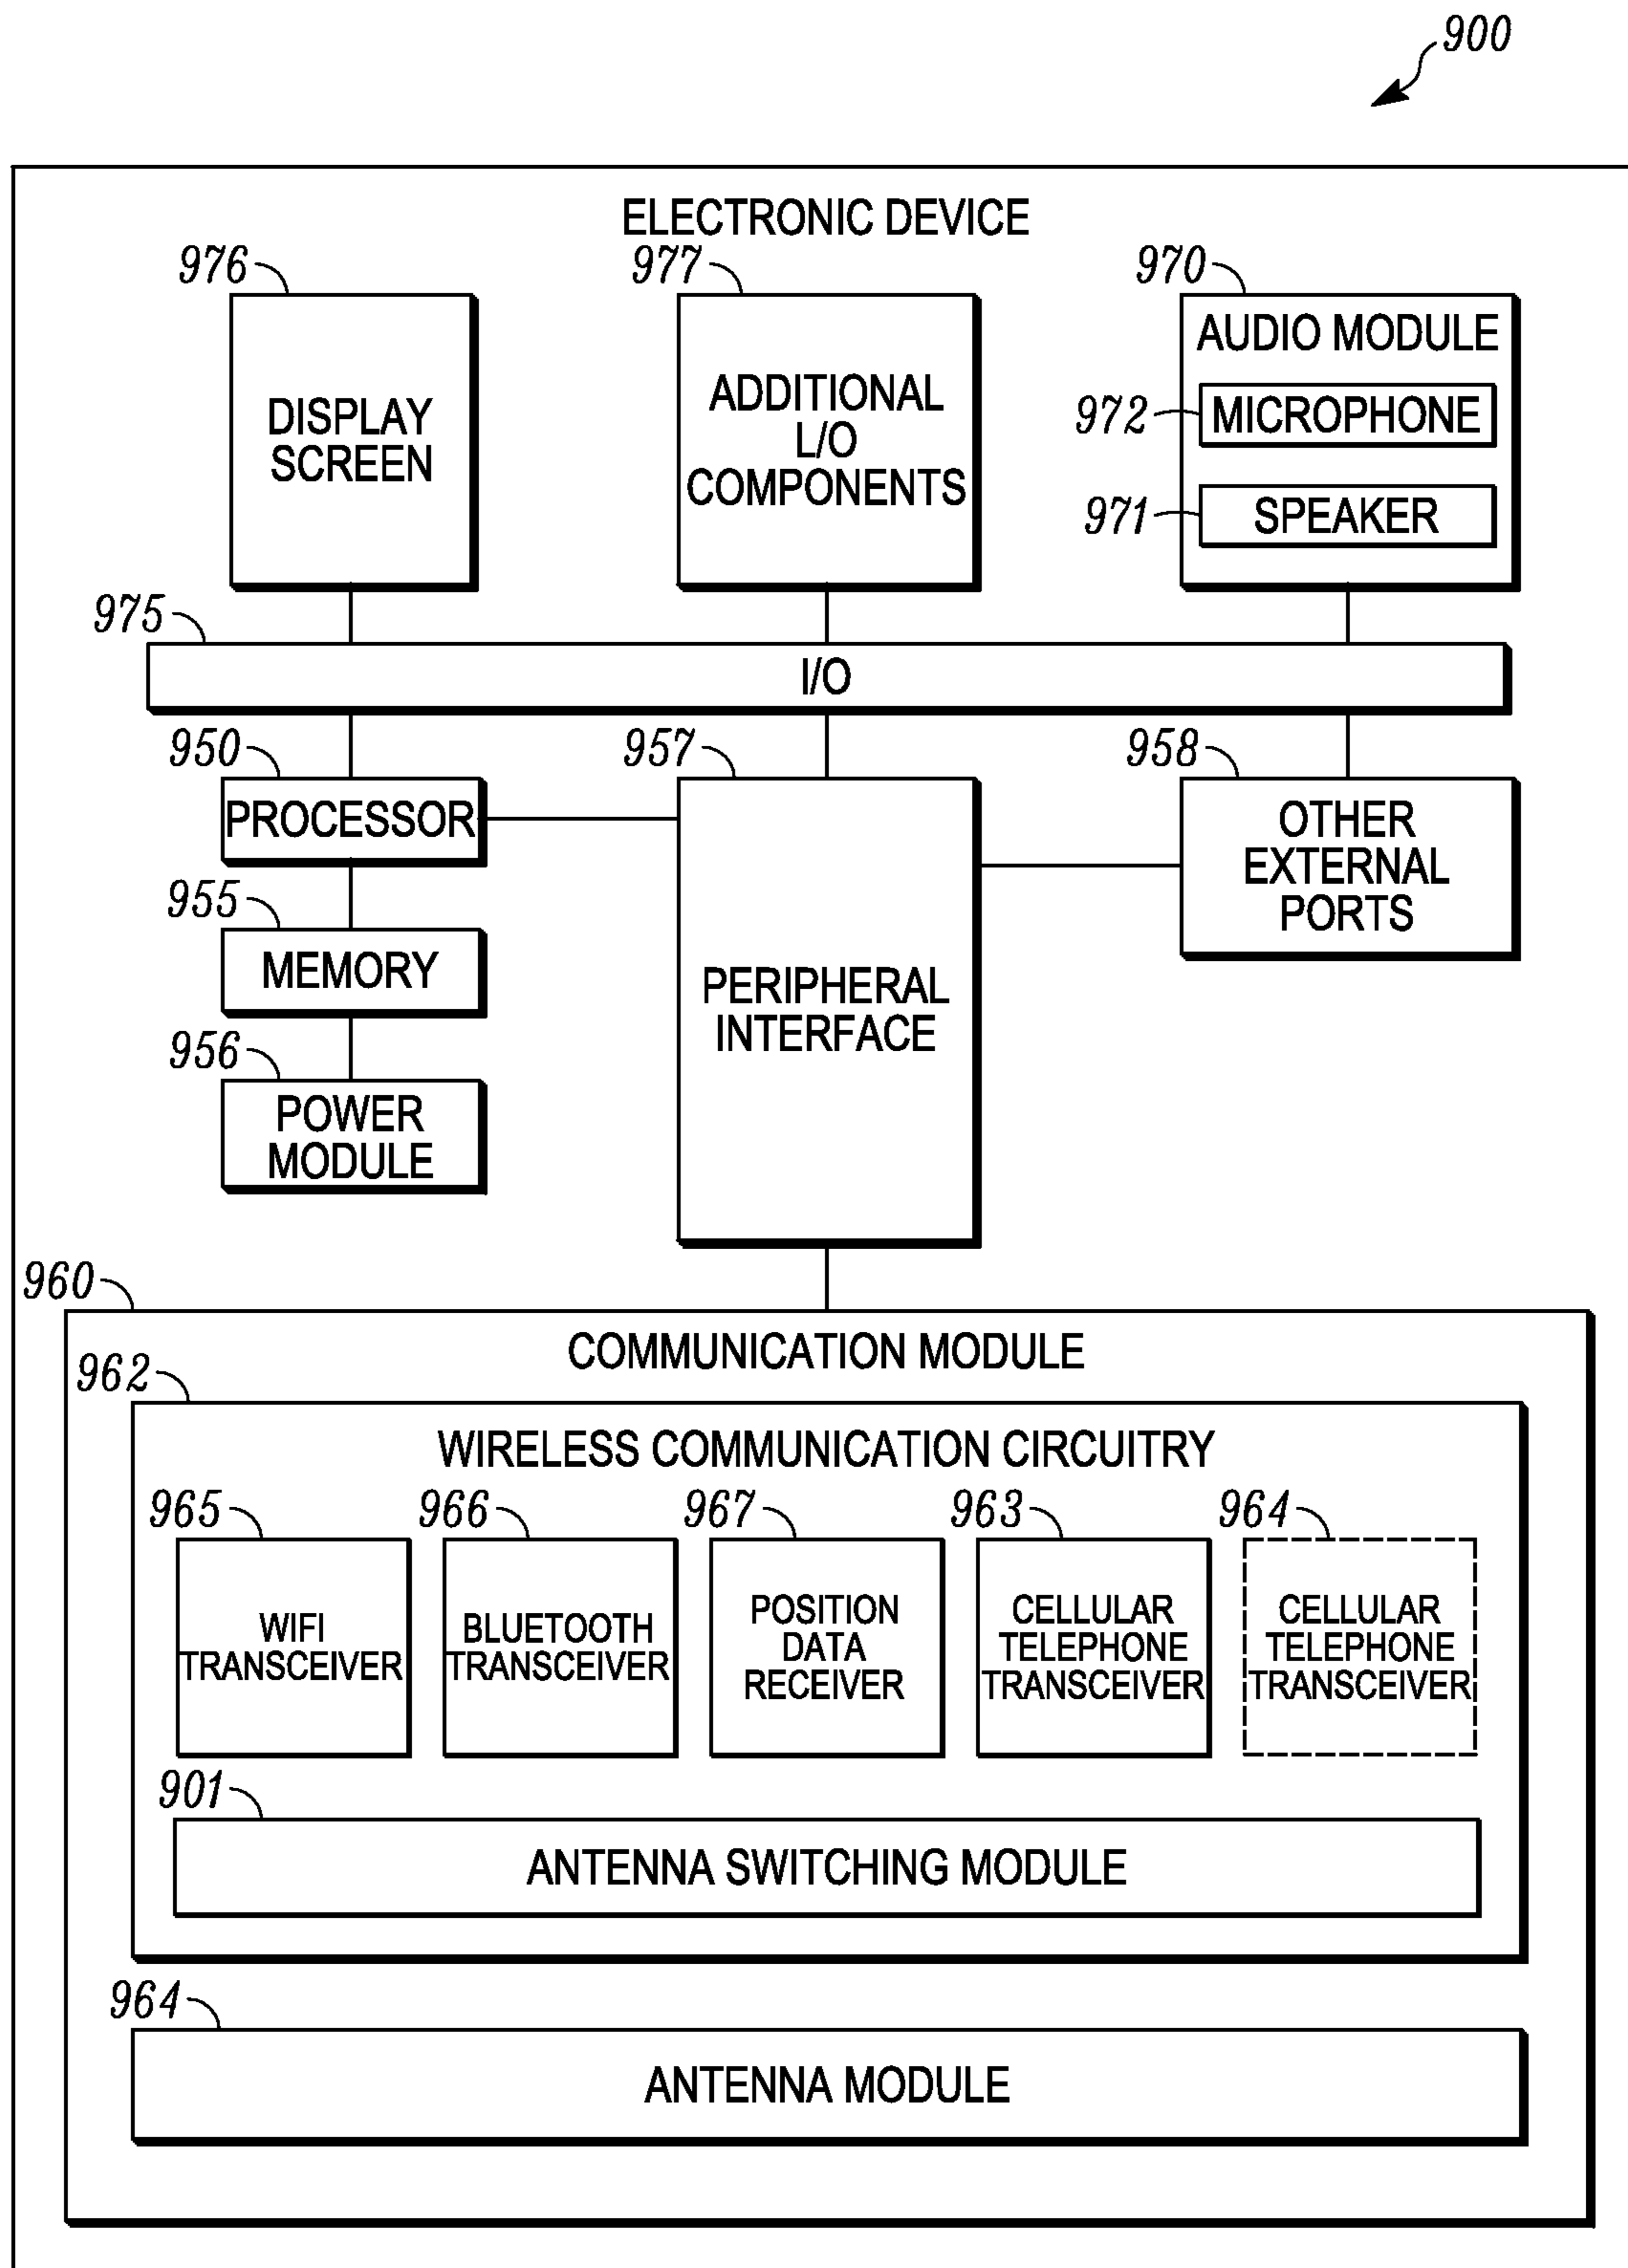 900
ELECTRONIC DEVICE
976
977
970
DISPLAY
SCREEN
ADDITIONAL
L/O
COMPONENTS
AUDIO MODULE
972
MICROPHONE
971
SPEAKER
975
I/O
950
957
958
PROCESSOR
955
MEMORY
956
POWER
MODULE
PERIPHERAL
INTERFACE
OTHER
EXTERNAL
PORTS
960
COMMUNICATION MODULE
962
WIRELESS COMMUNICATION CIRCUITRY
965
966
967
963
964
WIFI
TRANSCEIVER
BLUETOOTH
TRANSCEIVER
POSITION
DATA
RECEIVER
CELLULAR
TELEPHONE
TRANSCEIVER
CELLULAR
TELEPHONE
TRANSCEIVER
901
ANTENNA SWITCHING MODULE
964
ANTENNA MODULE